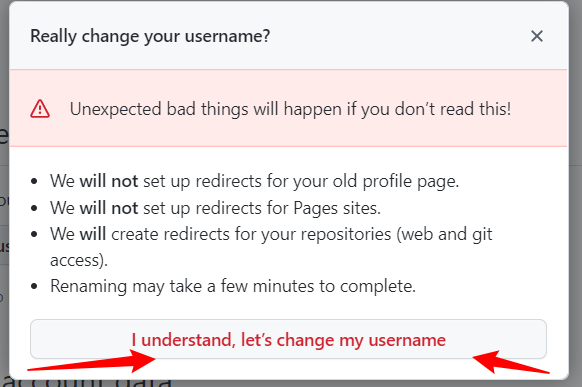 Really change your username?
Unexpected bad things will happen if you don’t read this!
We will not set up redirects for your old profile page.
We will not set up redirects for Pages sites.
We will create redirects for your repositories (web and git
access).
Renaming may take a few minutes to complete.
I understand, let’s change my username